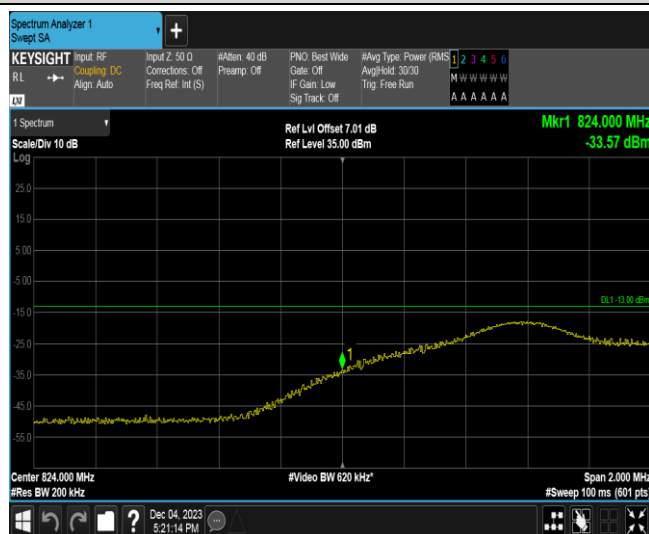 Spectrum Analyzer 1
Swept SA
+
KEYSIGHT
RL
LXI
Input: RF
Coupling: DC
Align: Auto
Input Z: 50 Ω
Corrections: Off
Freq Ref: Int (S)
#Atten: 40 dB
Preamp: Off
PNO: Best Wide
Gate: Off
IF Gain: Low
Sig Track: Off
#Avg Type: Power (RMS
Avg|Hold: 30/30
Trig: Free Run
1 2 3 4 5 6
M W W W W W
A A A A A A
1 Spectrum
Scale/Div 10 dB
Log
Ref Lvl Offset 7.01 dB
Ref Level 35.00 dBm
Mkr1 824.000 MHz
-33.57 dBm
25.0
15.0
5.00
-5.00
-15.0
-25.0
-35.0
-45.0
-55.0
DL1 -13.00 dBm
1
Center 824.000 MHz
#Res BW 200 kHz
#Video BW 620 kHz*
Span 2.000 MHz
#Sweep 100 ms (601 pts)
?
Dec 04, 2023
5:21:14 PM